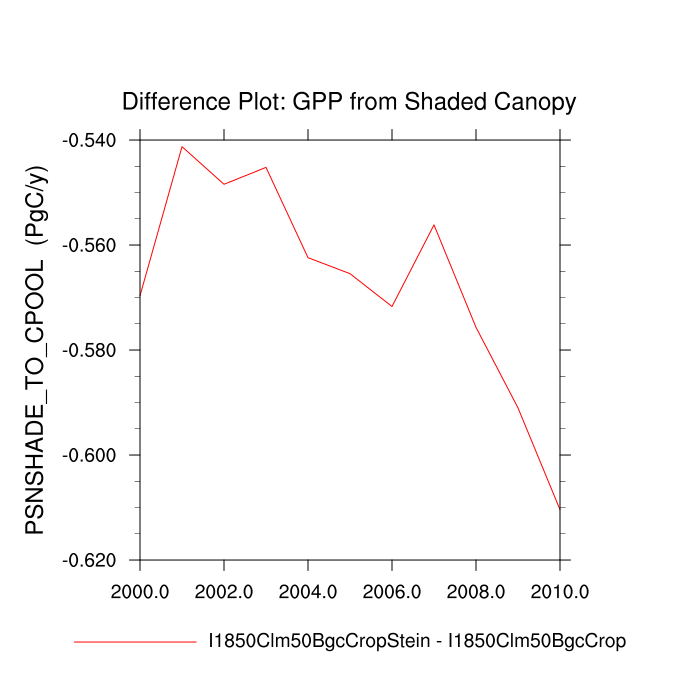 Difference Plot: GPP from Shaded Canopy
PSNSHADE_TO_CPOOL (PgC/y)
-0.540
-0.560
-0.580
-0.600
-0.620
2000.0 2002.0 2004.0 2006.0 2008.0 2010.0
I1850Clm50BgcCropStein - I1850Clm50BgcCrop